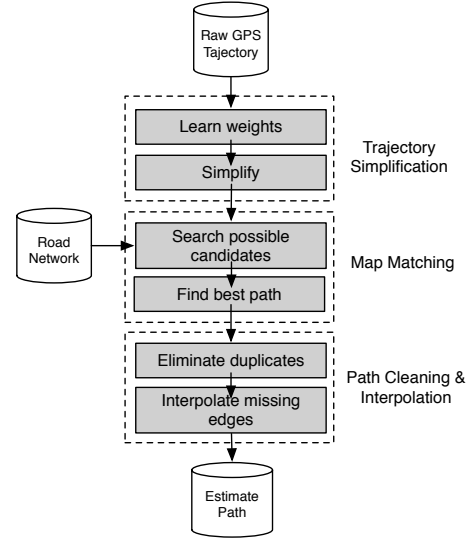 Raw GPS
Tajectory
Learn weights
Trajectory
Simplification
Simplify
Road
Network
Search possible
candidates
Map Matching
Find best path
Eliminate duplicates
Path Cleaning &
Interpolation
Interpolate missing
edges
Estimate
Path